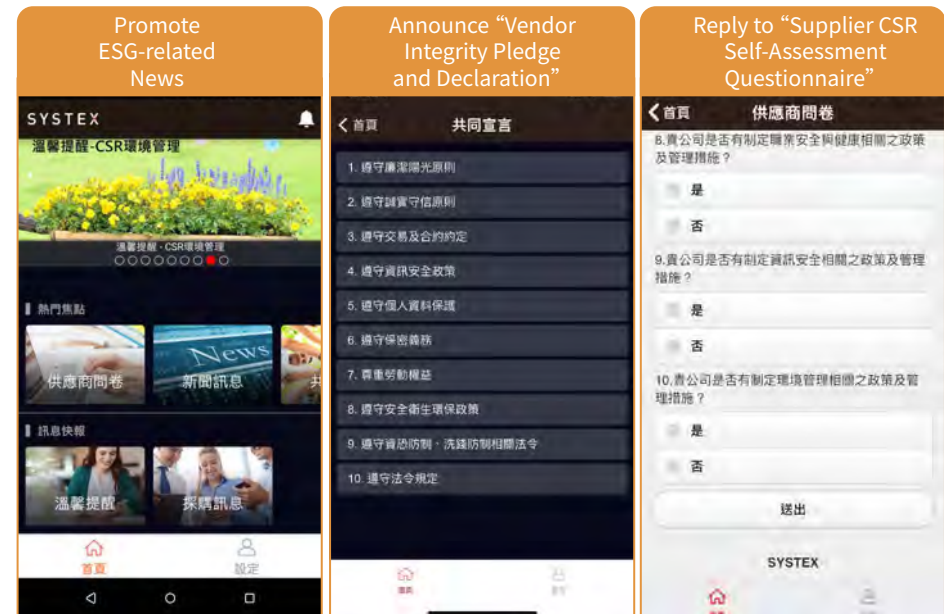 Promote
ESG-related
News
SYSTEX
溫馨提醒-CSR環境管理
溫馨提醒 - CSR環境管理
熱門焦點
供應商問卷
News
新聞訊息
共
訊息快報
溫馨提醒
採購訊息
首頁
設定
Announce “Vendor
Integrity Pledge
and Declaration”
首頁
共同宣言
1. 遵守廉潔陽光原則
2. 遵守誠實守信原則
3. 遵守交易及合約約定
4. 遵守資訊安全政策
5. 遵守個人資料保護
6. 遵守保密義務
7. 尊重勞動權益
8. 遵守安全衛生環保政策
9. 遵守資恐防制、洗錢防制相關法令
10. 遵守法令規定
首頁
Reply to “Supplier CSR
Self-Assessment
Questionnaire”
首頁
供應商問卷
8.貴公司是否有制定職業安全與健康相關之政策
及管理措施？
是
否
9.貴公司是否有制定資訊安全相關之政策及管理
措施？
是
否
10.貴公司是否有制定環境管理相關之政策及管
理措施？
是
否
送出
SYSTEX